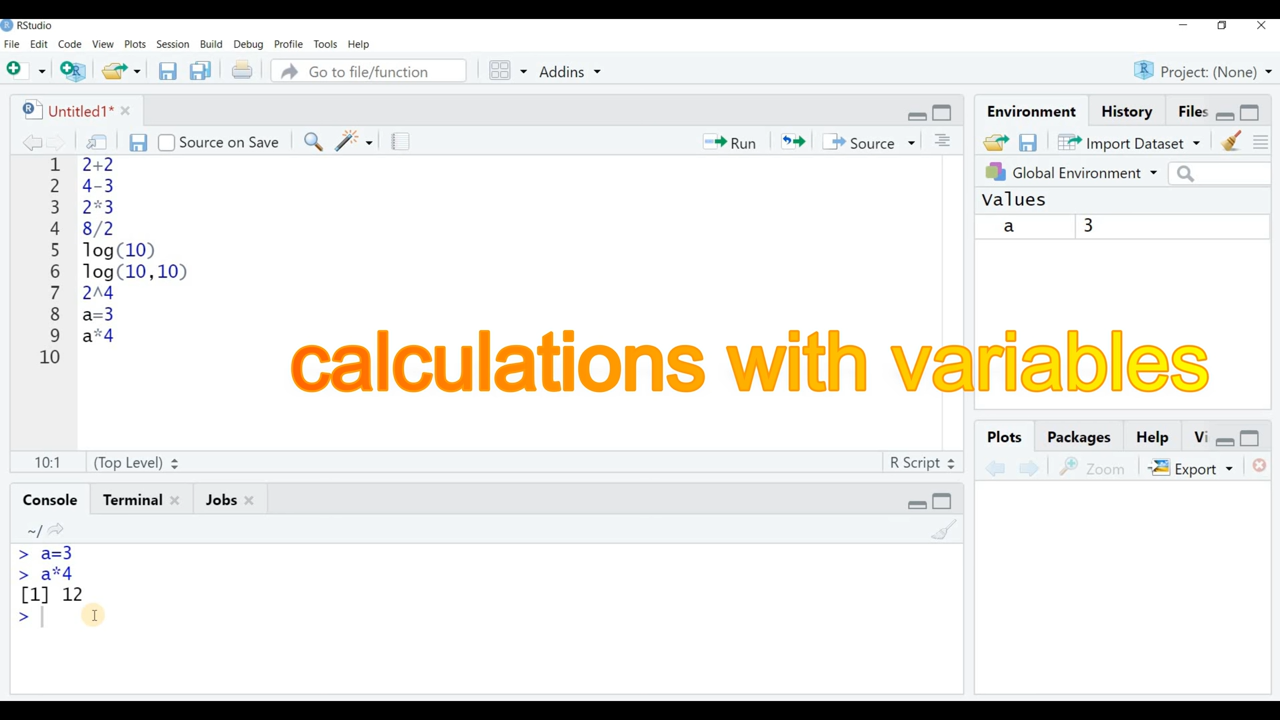 RStudio
File Edit Code View Plots Session Build Debug Profile Tools Help
Go to file/function Addins Project: (None)
Untitled1*
Source on Save Run Source
1 2+2
2 4-3
3 2*3
4 8/2
5 log(10)
6 log(10,10)
7 2^4
8 a=3
9 a*4
10
calculations with variables
10:1 (Top Level) R Script
Console Terminal Jobs
~/
> a=3
> a*4
[1] 12
>
Environment History Files
Import Dataset
Global Environment
Values
a 3
Plots Packages Help Vi
Zoom Export